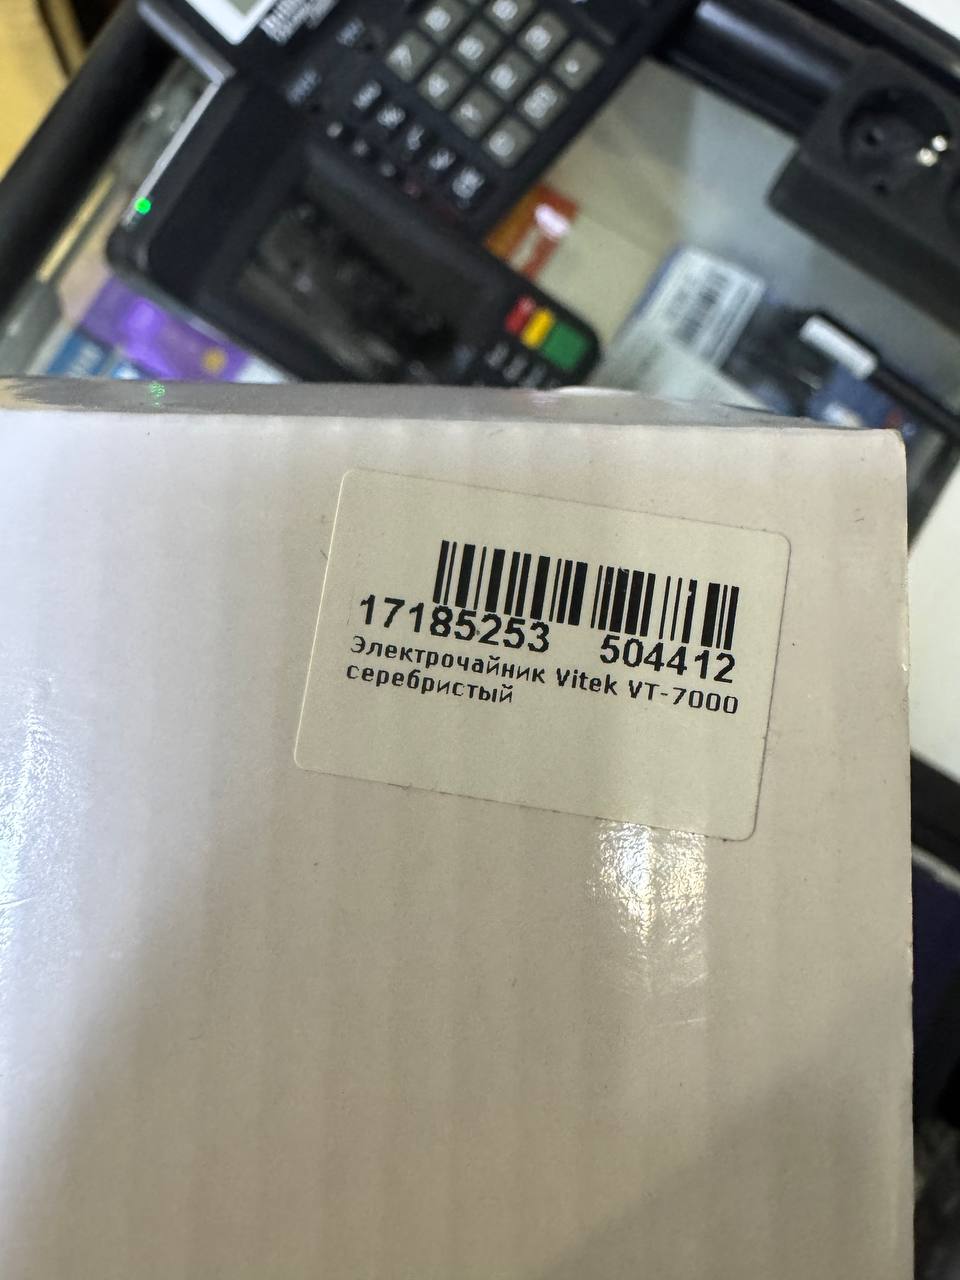 17185253 504412
Электрочайник Vitek VT-7000
серебристый